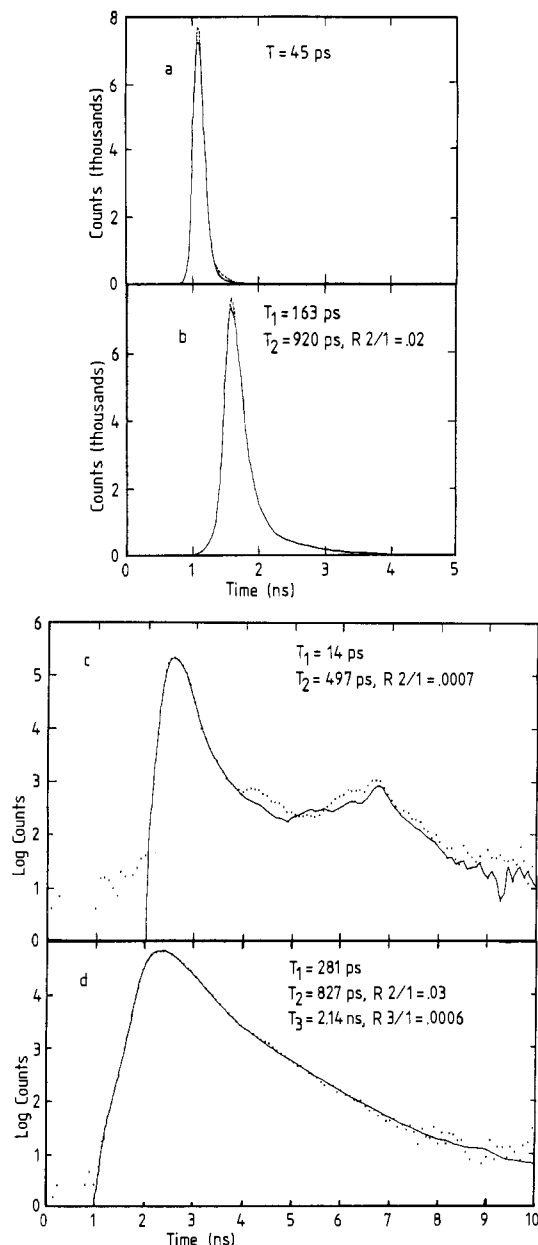 8
6
4
2
0
Counts (thousands)
a
T = 45 ps
6
4
2
0
Counts (thousands)
b
T1 = 163 ps
T2 = 920 ps, R 2/1 = .02
0 1 2 3 4 5
Time (ns)
6
5
4
3
2
1
0
Log Counts
c
T1 = 14 ps
T2 = 497 ps, R 2/1 = .0007
4
3
2
1
0
Log Counts
d
T1 = 281 ps
T2 = 827 ps, R 2/1 = .03
T3 = 2.14 ns, R 3/1 = .0006
0 1 2 3 4 5 6 7 8 9 10
Time (ns)